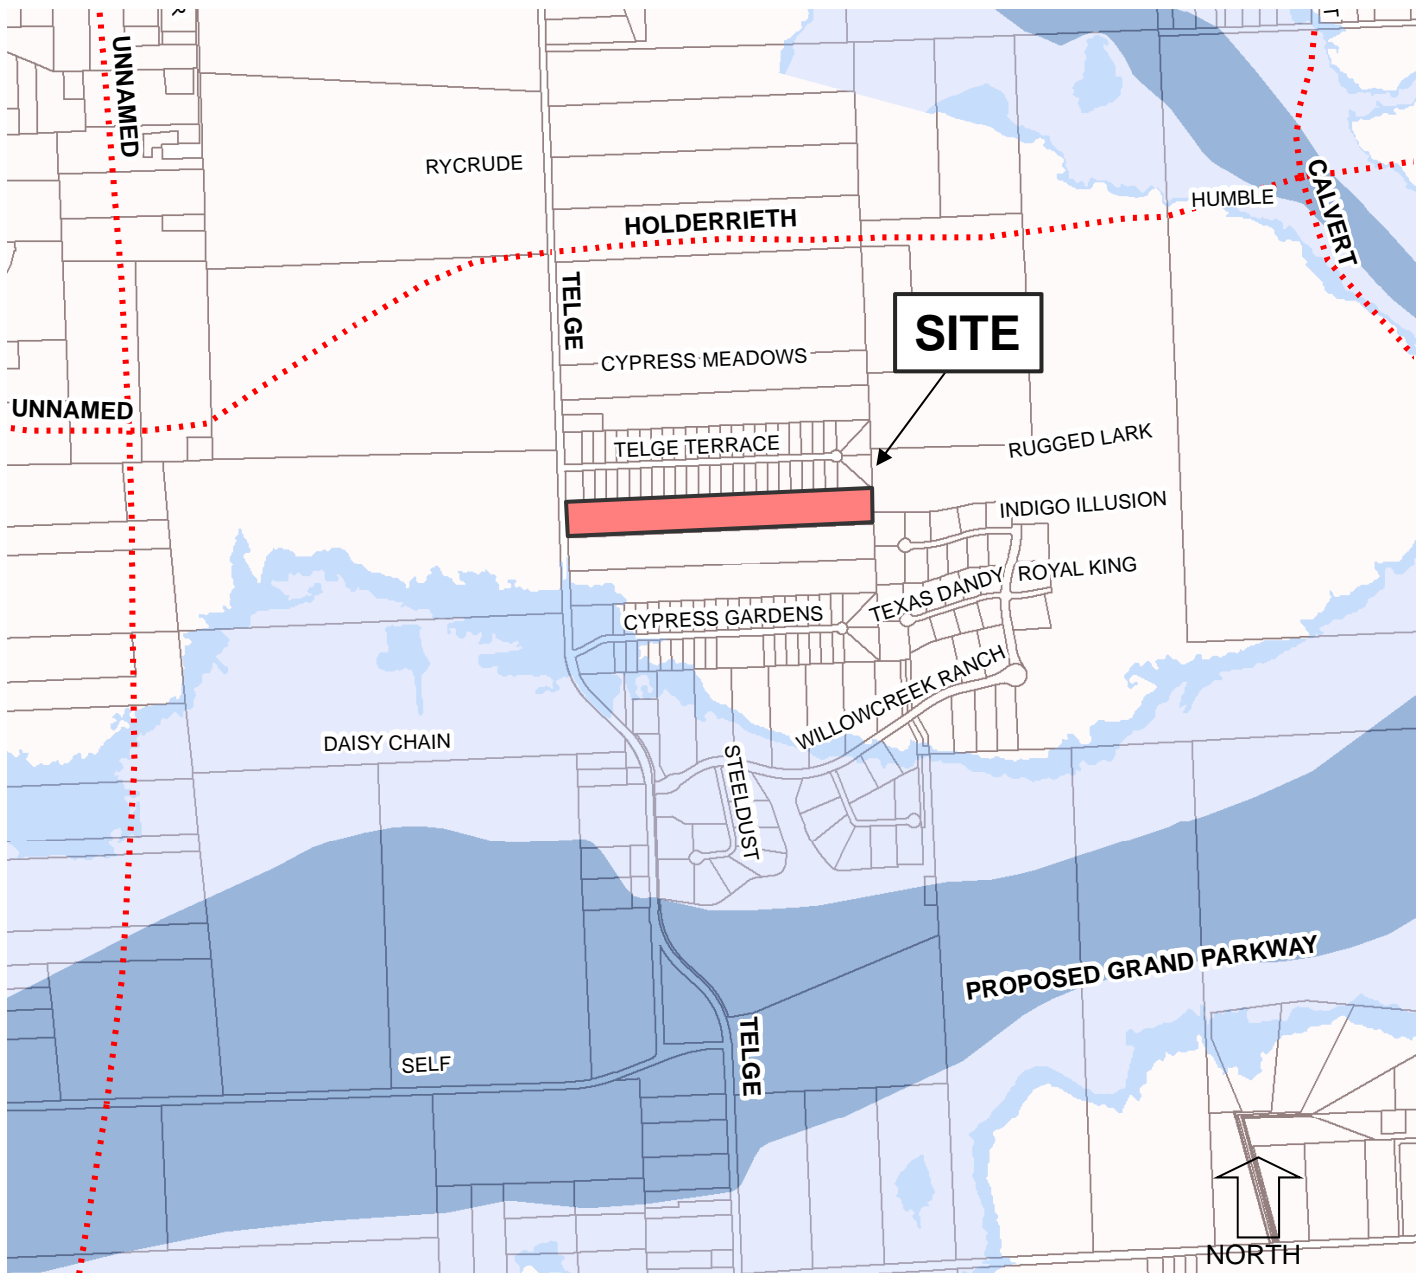 UNNAMED
RYCRUDE
CALVERT
HUMBLE
HOLDERRIETH
TELGE
SITE
CYPRESS MEADOWS
UNNAMED
TELGE TERRACE
RUGGED LARK
INDIGO ILLUSION
ROYAL KING
TEXAS DANDY
CYPRESS GARDENS
WILLOWCREEK RANCH
DAISY CHAIN
STEELDUST
PROPOSED GRAND PARKWAY
TELGE
SELF
NORTH